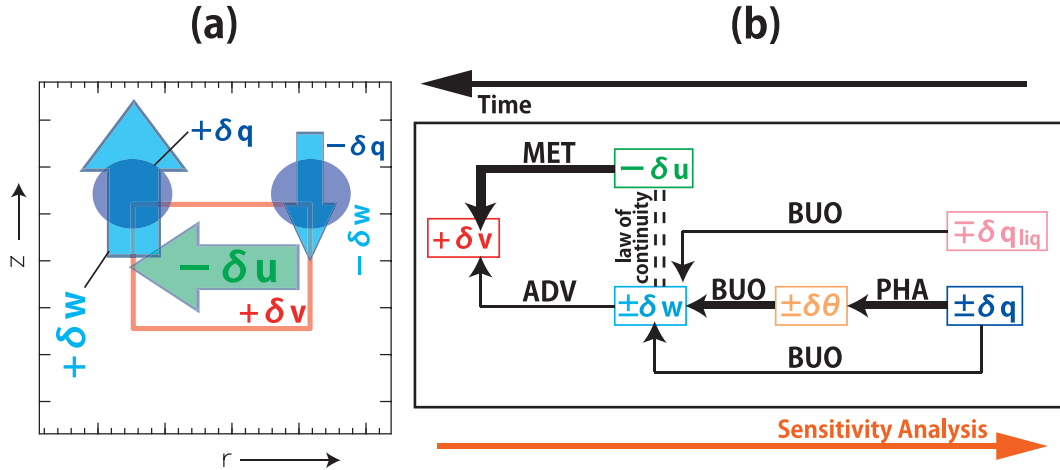 (a)
+δq
−δq
−δw
−δu
+δv
+δw
z
r
(b)
Time
MET
−δu
law of
continuity
BUO
∓δq_liq
+δv
ADV
±δw
BUO
±δθ
PHA
±δq
BUO
Sensitivity Analysis